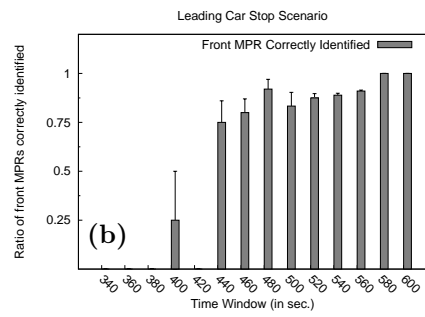 Leading Car Stop Scenario
Front MPR Correctly Identified
Ratio of front MPRs correctly identified
1
0.75
0.5
0.25
(b)
340 360 380 400 420 440 460 480 500 520 540 560 580 600
Time Window (in sec.)